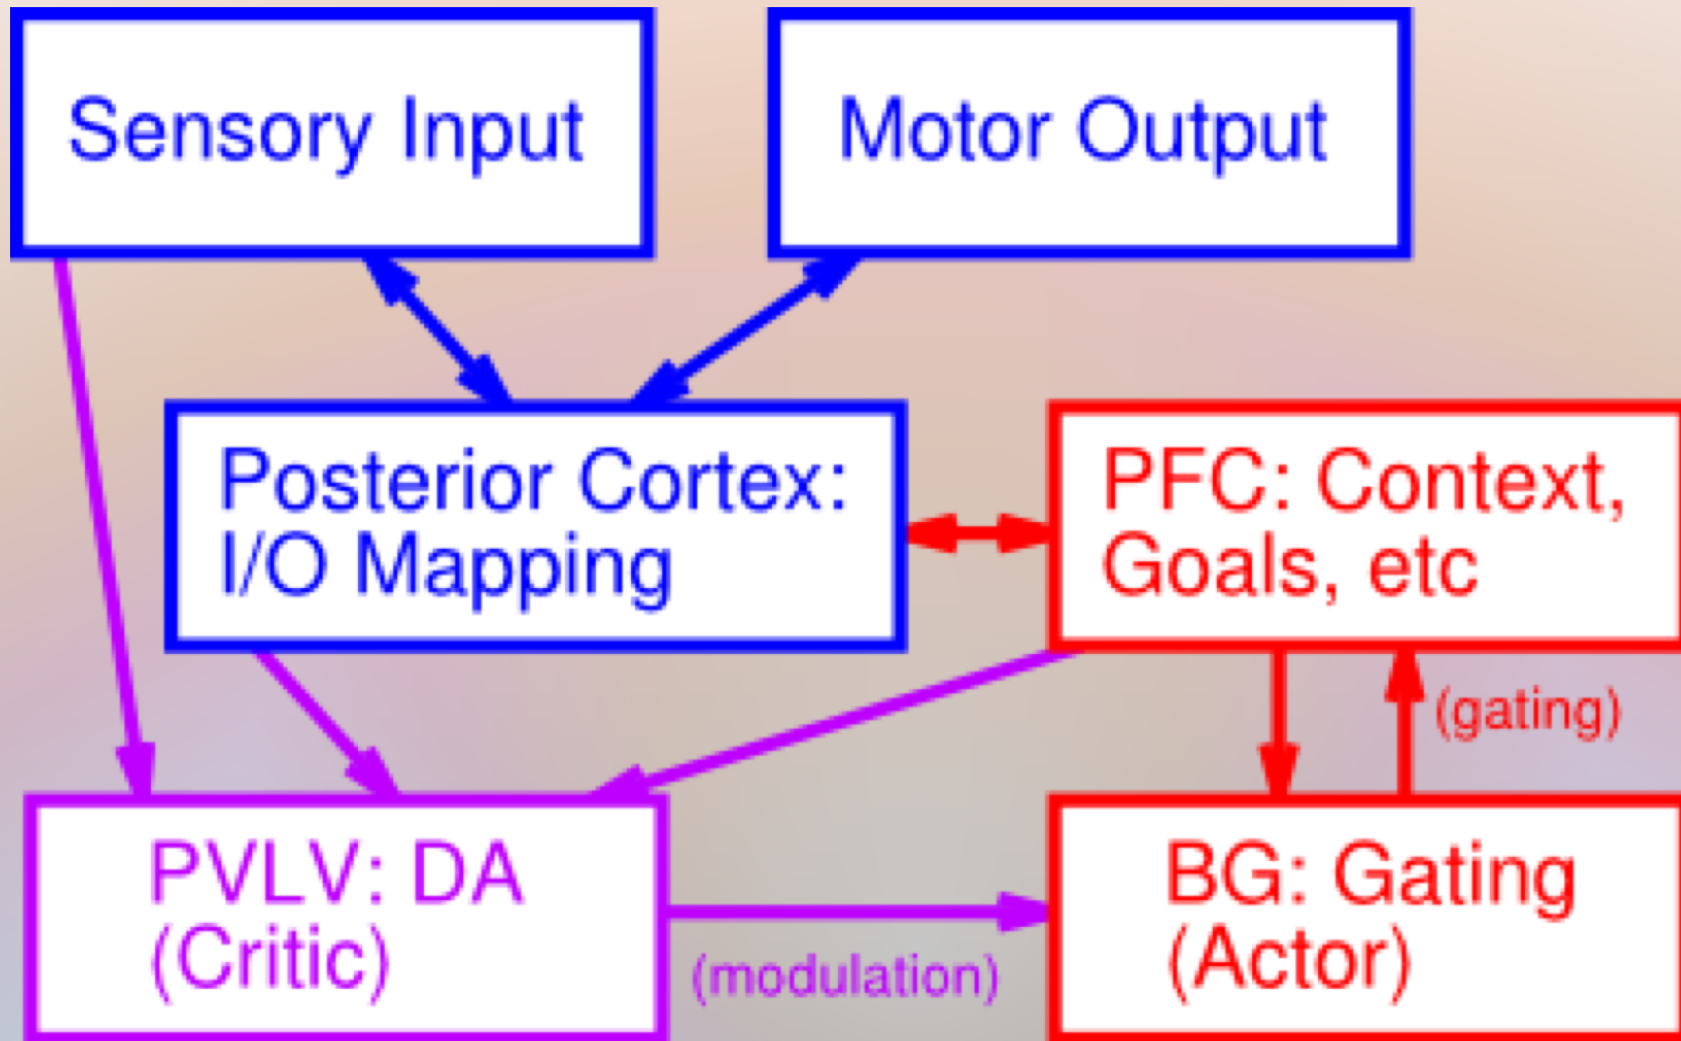 Sensory Input
Motor Output
Posterior Cortex:
I/O Mapping
PFC: Context,
Goals, etc
(gating)
PVLV: DA
(Critic)
(modulation)
BG: Gating
(Actor)